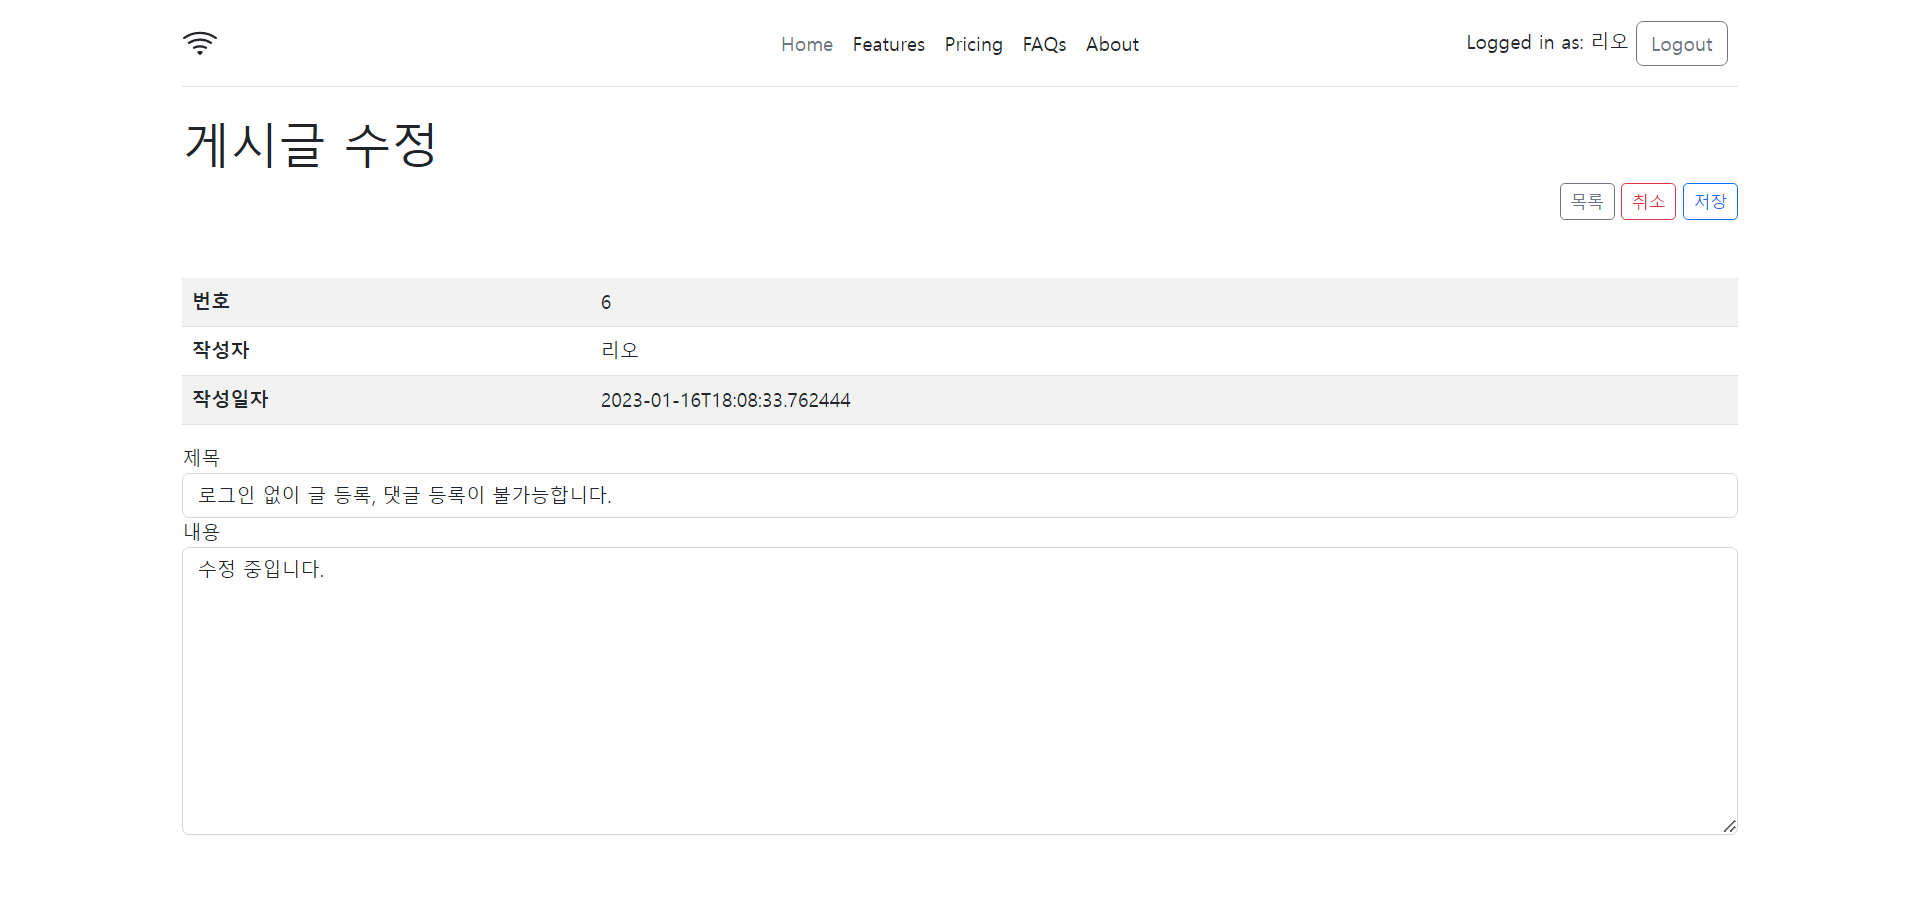 Home Features Pricing FAQs About Logged in as: 리오 Logout
게시글 수정
목록 취소 저장
번호 6
작성자 리오
작성일자 2023-01-16T18:08:33.762444
제목
로그인 없이 글 등록, 댓글 등록이 불가능합니다.
내용
수정 중입니다.